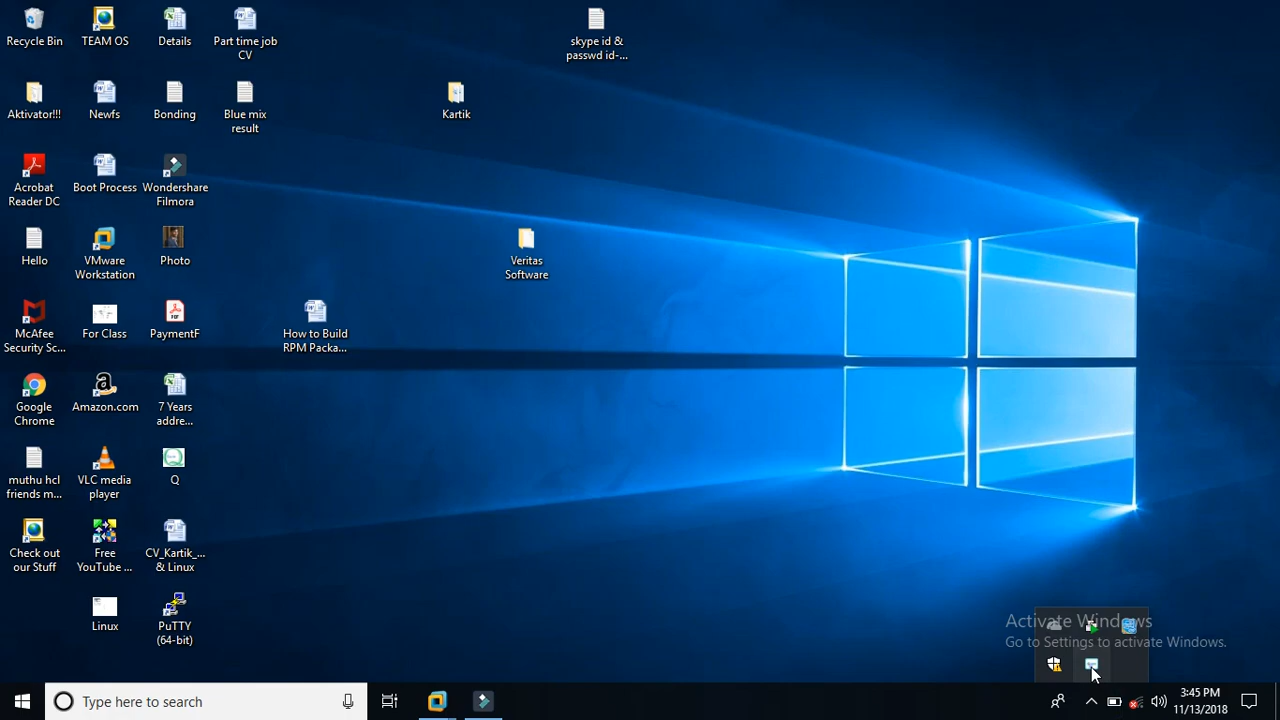 Recycle Bin
TEAM OS
Details
Part time job
CV
skype id &
passwd id-...
Aktivator!!!
Newfs
Bonding
Blue mix
result
Kartik
Acrobat
Reader DC
Boot Process
Wondershare
Filmora
Hello
VMware
Workstation
Photo
Veritas
Software
McAfee
Security Sc...
For Class
PDF
PaymentF
How to Build
RPM Packa...
Google
Chrome
a
Amazon.com
7 Years
addre...
muthu hcl
friends m...
VLC media
player
Q
Check out
our Stuff
Free
YouTube ...
CV_Kartik_...
& Linux
Linux
PuTTY
(64-bit)
Activate Windows
Go to Settings to activate Windows.
Type here to search
3:45 PM
11/13/2018